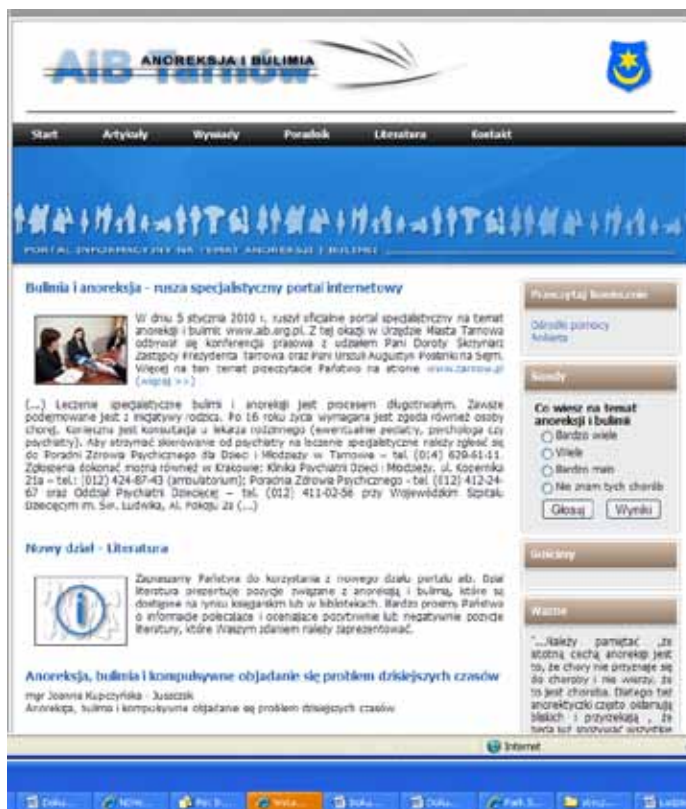 AiB Tarnów
ANOREKSJA I BULIMIA
Start Artykuły Wywiady Poradnik Literatura Kontakt
PORTAL INFORMACYJNY NA TEMAT ANOREKSJI I BULIMII
Bulimia i anoreksja - rusza specjalistyczny portal internetowy
W dniu 5 stycznia 2010 r. ruszył oficjalnie portal specjalistyczny na temat
anoreksji i bulimii: www.aib.org.pl. Z tej okazji w Urzędzie Miasta Tarnowa
odbywał się konferencja prasowa z udziałem Pani Doroty Skrzyniarz
Zastępcy Prezydenta Tarnowa oraz Pani Urszuli Augustyn Posłanki na Sejm.
Więcej na ten temat przeczytacie Państwo na stronie www.tarnow.pl
(więcej >>)
(...) Leczenie specjalistyczne bulimii i anoreksji jest procesem długotrwałym. Zawsze
podejmowane jest z inicjatywy rodzica. Po 16 roku życia wymagana jest zgoda również osoby
chorej. Konieczna jest konsultacja u lekarza rodzinnego (ewentualnie pediatry, psychologa czy
psychiatry). Aby otrzymać skierowanie od psychiatry na leczenie specjalistyczne należy zgłosić się
do Poradni Zdrowia Psychicznego dla Dzieci i Młodzieży w Tarnowie - tel. (014)
Zgłoszenia dokonać można również w Krakowie: Klinika Psychiatrii Dzieci i Młodzieży, ul. Kopernika
21a - tel.: (012) 424-87-43 (ambulatorium); Poradnia Zdrowia Psychicznego - tel. (012) 412-24-
67 oraz Oddział Psychiatrii Dziecięcej - tel. (012) 411-02-56 przy Wojewódzkim Szpitalu
Dziecięcym im. Św. Ludwika, Al. Pokoju 2a (...)
Nowy dział - Literatura
Zapraszamy Państwa do korzystania z nowego działu portalu aib. Dział
literatura prezentuje pozycje związane z anoreksją i bulimią, które są
dostępne na rynku księgarskim lub w bibliotekach. Bardzo prosimy Państwa
o informacje polecające i oceniające pozytywnie lub negatywnie pozycje
literatury, które Waszym zdaniem należy zaprezentować.
Anoreksja, bulimia i kompulsywne objadanie się problem dzisiejszych czasów
mgr Joanna Kupczyńska - Juszczik
Anoreksja, bulimia i kompulsywne objadanie się problem dzisiejszych czasów
Przeczytaj koniecznie
Ośrodki pomocy
Ankieta
Sondy
Co wiesz na temat
anoreksji i bulimii
Bardzo wiele
Wiele
Bardzo mało
Nie znam tych chorób
Głosuj Wyniki
Gościmy
Ważne
"...Należy pamiętać ,że
istotną cechą anoreksji jest
to, że chory nie przyznaje się
do choroby i nie wierzy, że
to jest choroba. Dlatego też
anorektyczki często okłamują
bliskich i przyrzekają , że
będą już spożywać wszystkie
Internet